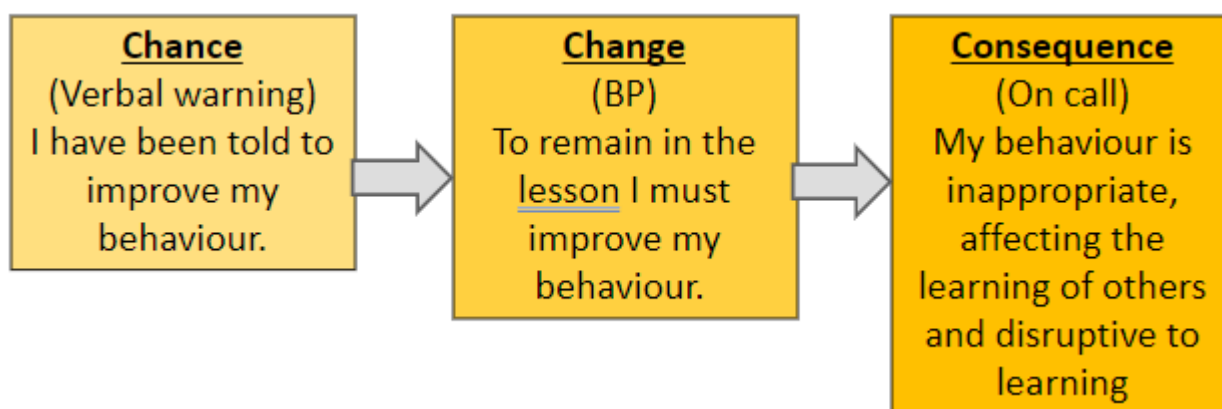 Chance
(Verbal warning)
I have been told to
improve my
behaviour.
Change
(BP)
To remain in the
lesson I must
improve my
behaviour.
Consequence
(On call)
My behaviour is
inappropriate,
affecting the
learning of others
and disruptive to
learning